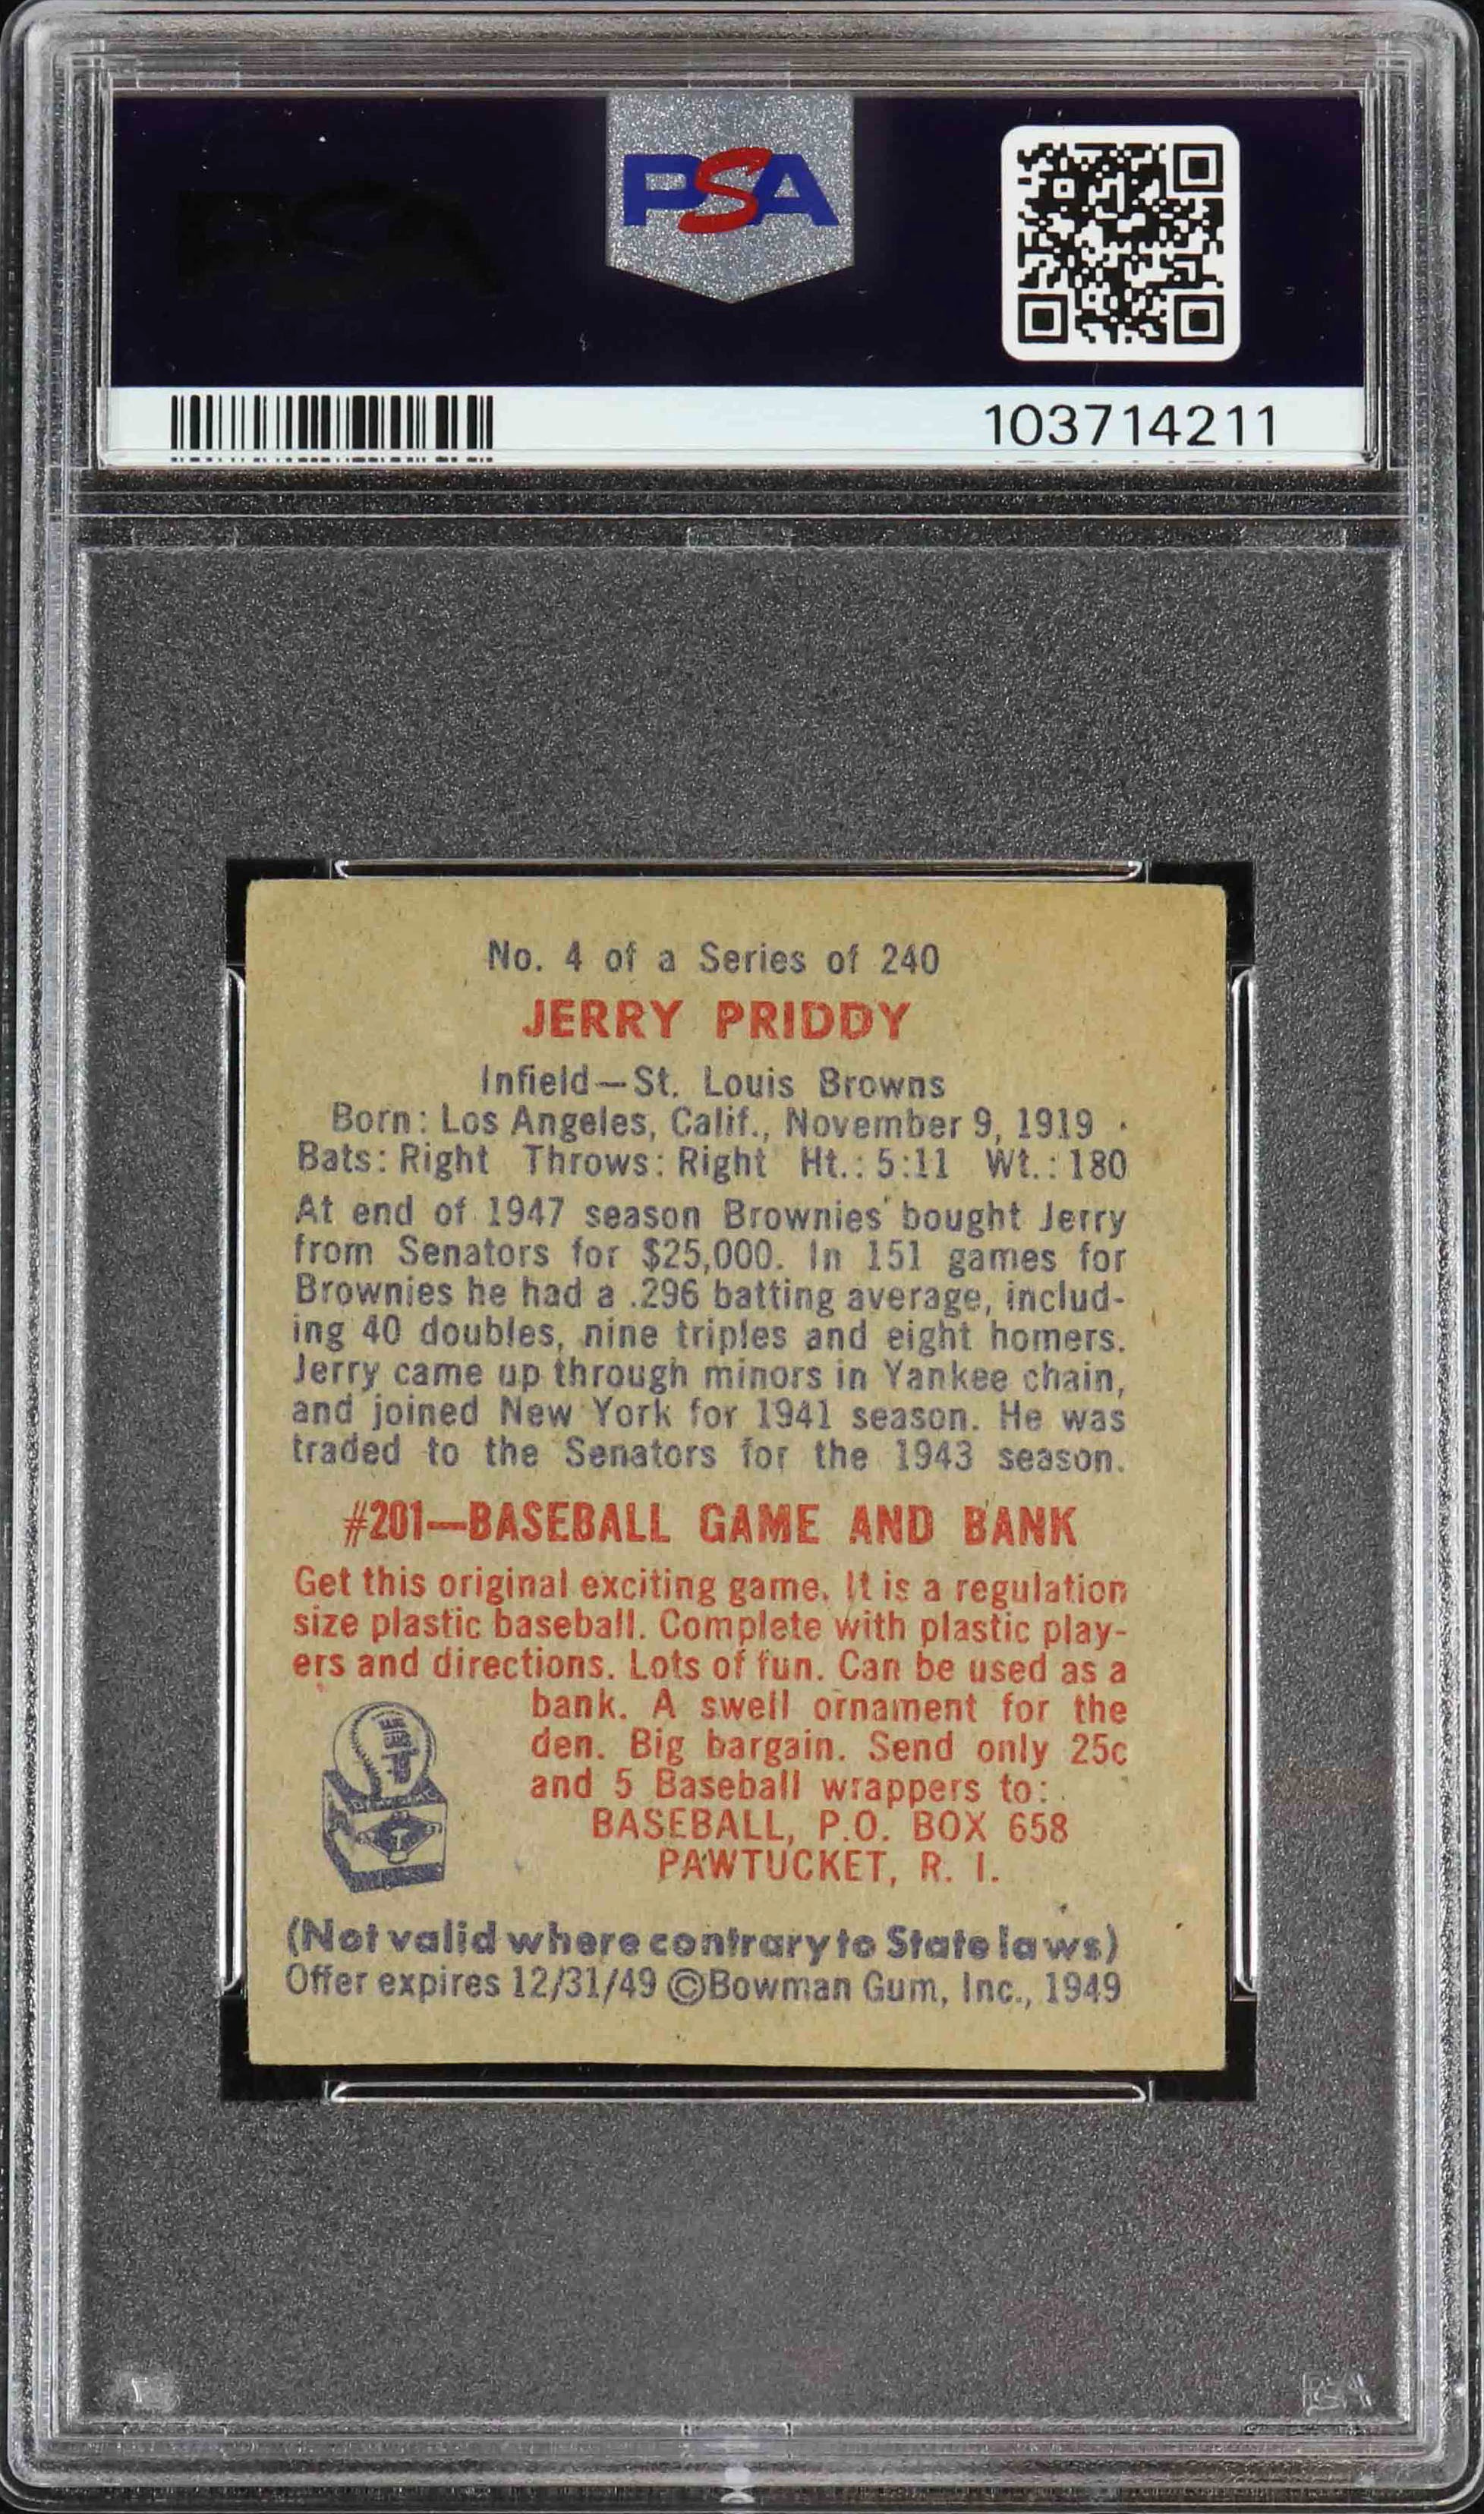 PSA
103714211
No. 4 of a Series of 240
JERRY PRIDDY
Infield—St. Louis Browns
Born: Los Angeles, Calif., November 9, 1919
Bats: Right Throws: Right Ht.: 5:11 Wt.: 180
At end of 1947 season Brownies bought Jerry
from Senators for $25,000. In 151 games for
Brownies he had a .296 batting average, includ-
ing 40 doubles, nine triples and eight homers.
Jerry came up through minors in Yankee chain,
and joined New York for 1941 season. He was
traded to the Senators for the 1943 season.
#201—BASEBALL GAME AND BANK
Get this original exciting game. It is a regulation
size plastic baseball. Complete with plastic play-
ers and directions. Lots of fun. Can be used as a
bank. A swell ornament for the
den. Big bargain. Send only 25c
and 5 Baseball wrappers to:
BASEBALL, P.O. BOX 658
PAWTUCKET, R. I.
(Not valid where contrary to State laws)
Offer expires 12/31/49 ©Bowman Gum, Inc., 1949
PSA